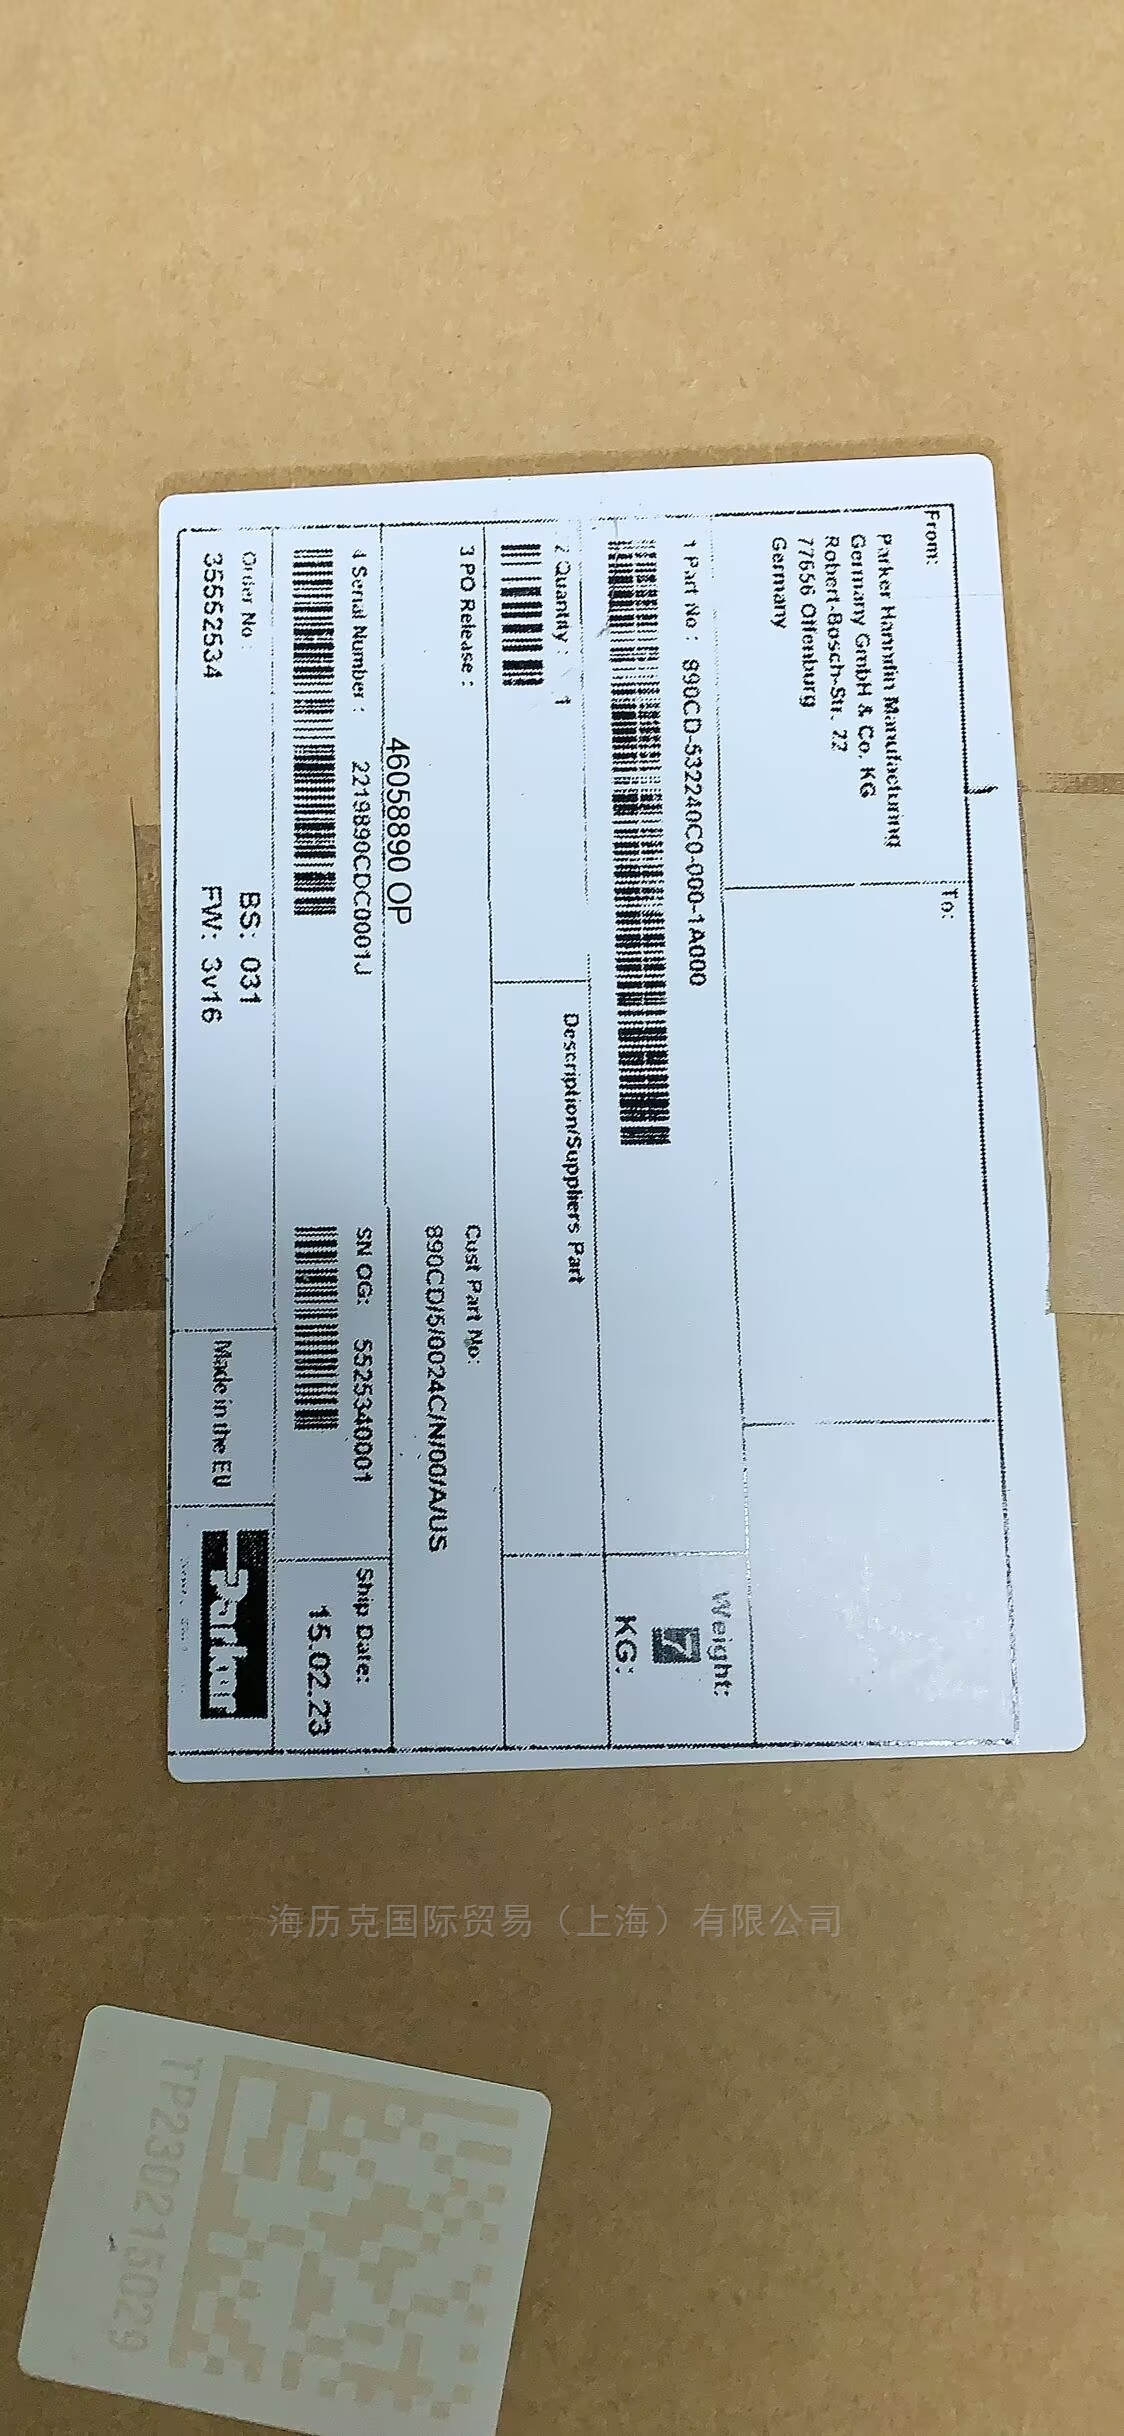 From:
Parker Hannifin Manufacturing
Germany GmbH & Co. KG
Robert-Bosch-Str. 22
77656 Offenburg
Germany
To:
1 Part No : 890CD-532240C0-000-1A000
Weight:
KG:
2 Quantity : 1
Description/Suppliers Part
3 PO Release :
46058890 OP
Cust Part No:
890CD/5/0024C/N/00/A/US
4 Serial Number : 2219890CDC0001J
SN OG: 5525340001
Ship Date:
15.02.23
Order No :
35552534
BS: 031
FW: 3v16
Made in the EU
Parker
海历克国际贸易（上海）有限公司
TP230215029